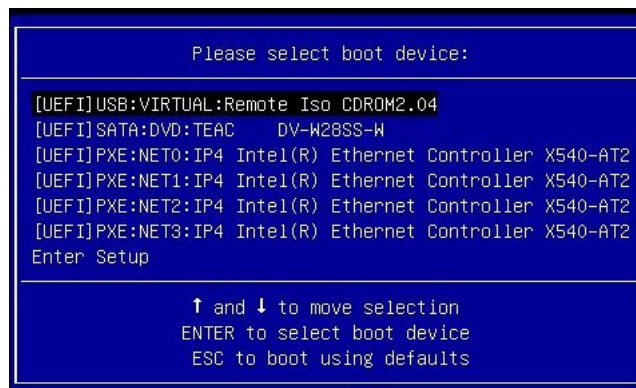 Please select boot device:
[UEFI]USB:VIRTUAL:Remote Iso CDROM2.04
[UEFI]SATA:DVD:TEAC DV-W28SS-W
[UEFI]PXE:NET0:IP4 Intel(R) Ethernet Controller X540-AT2
[UEFI]PXE:NET1:IP4 Intel(R) Ethernet Controller X540-AT2
[UEFI]PXE:NET2:IP4 Intel(R) Ethernet Controller X540-AT2
[UEFI]PXE:NET3:IP4 Intel(R) Ethernet Controller X540-AT2
Enter Setup
↑ and ↓ to move selection
ENTER to select boot device
ESC to boot using defaults